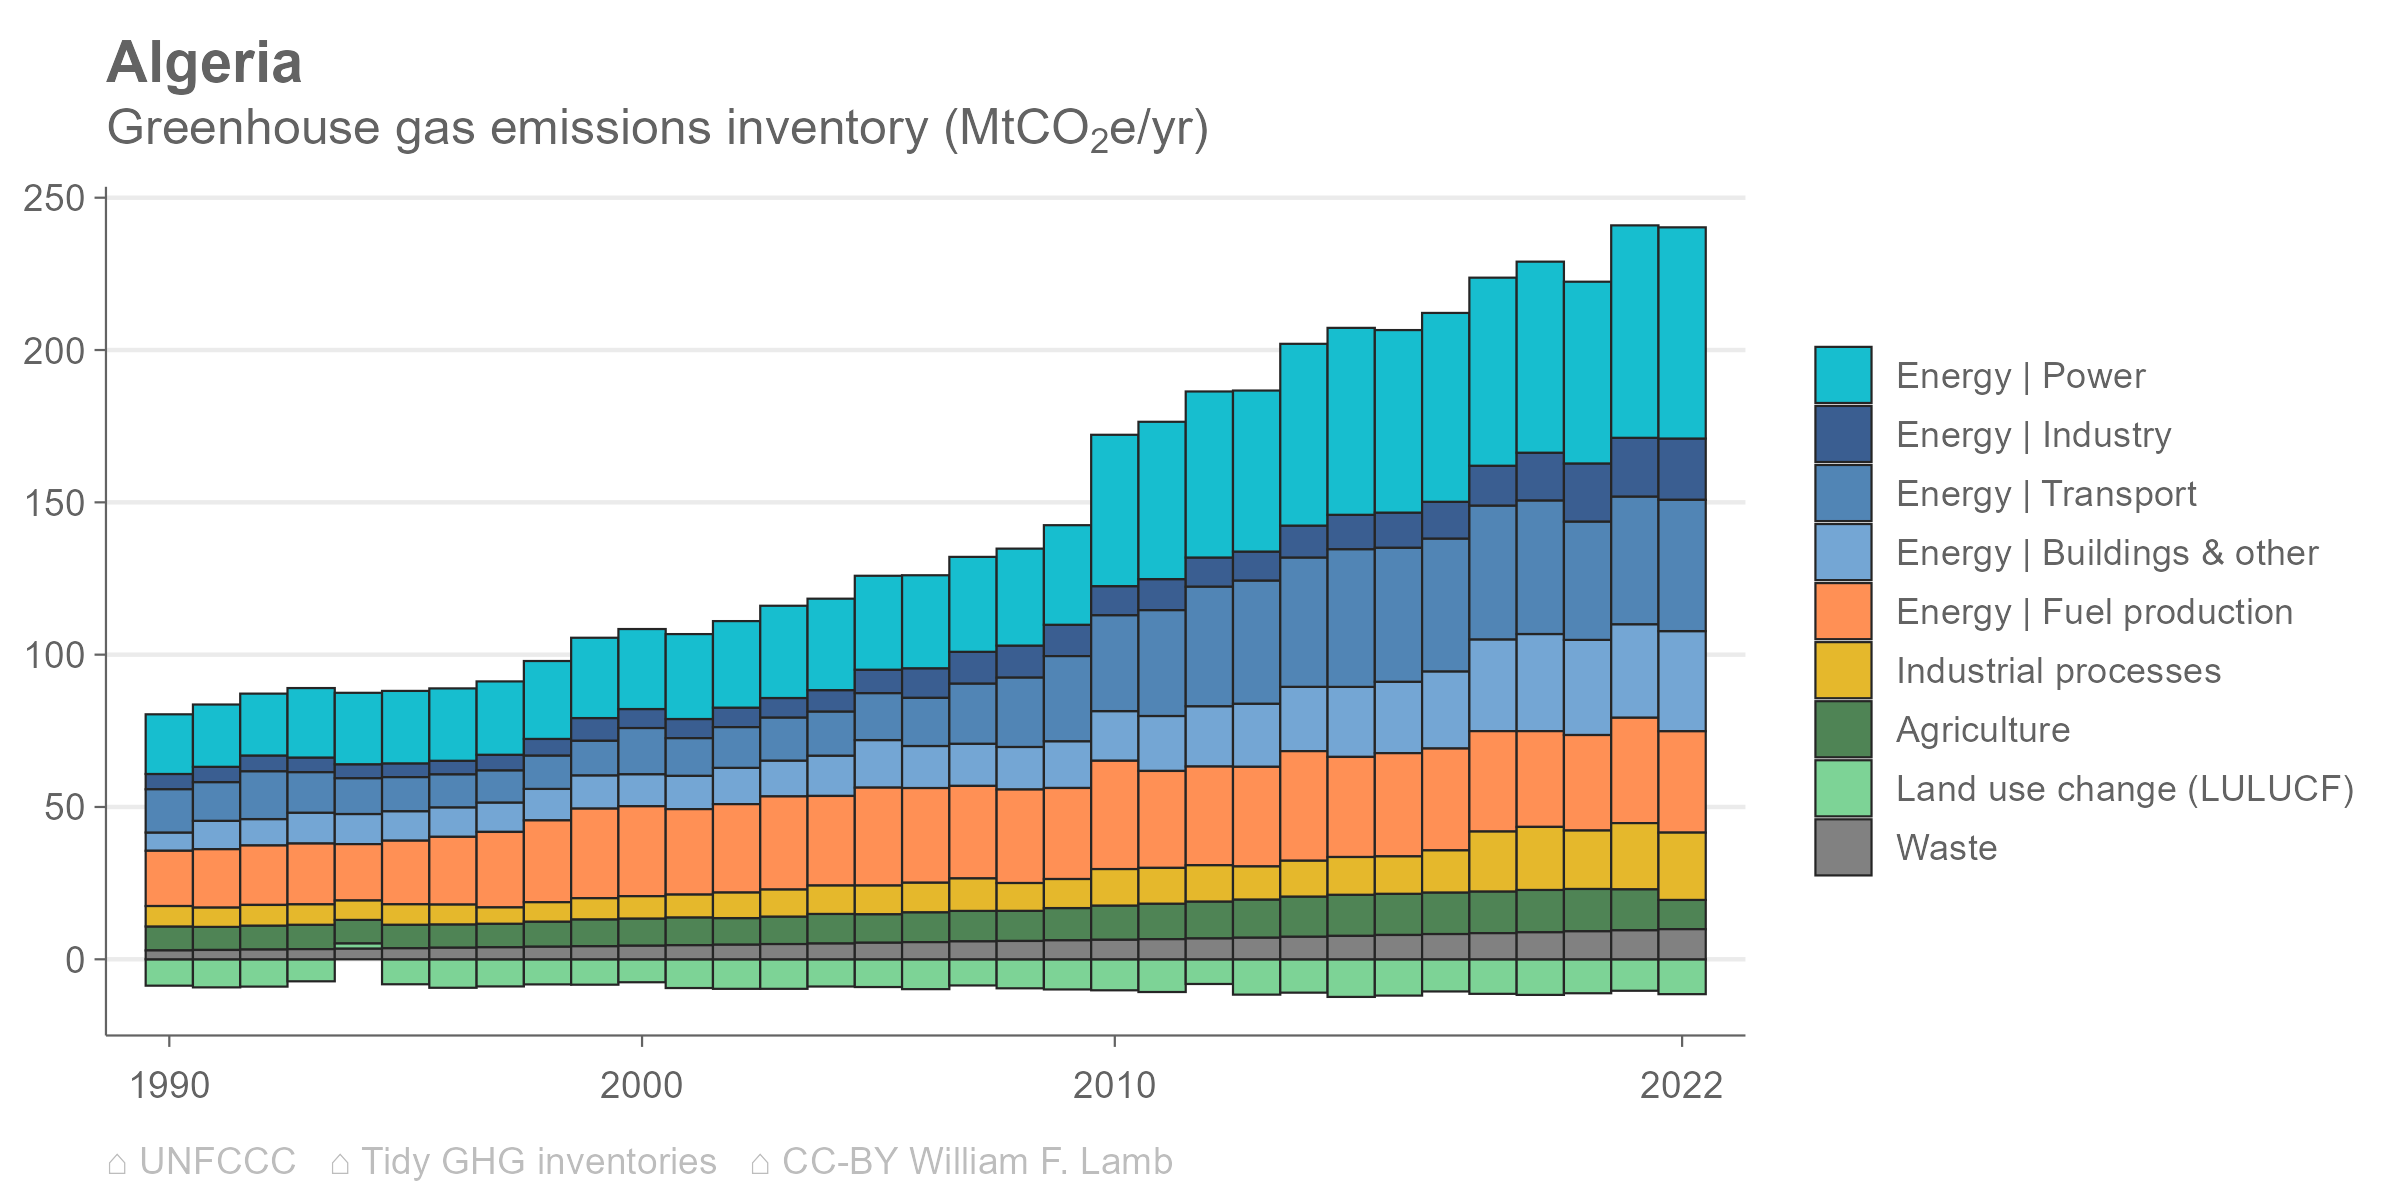 Algeria
Greenhouse gas emissions inventory (MtCO₂e/yr)
250
200
150
100
50
0
1990 2000 2010 2022
Energy | Power
Energy | Industry
Energy | Transport
Energy | Buildings & other
Energy | Fuel production
Industrial processes
Agriculture
Land use change (LULUCF)
Waste
⌂ UNFCCC ⌂ Tidy GHG inventories ⌂ CC-BY William F. Lamb